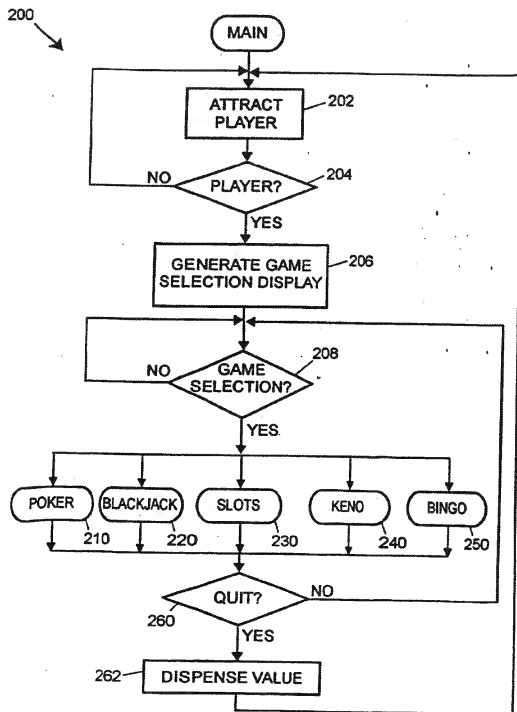 200
MAIN
ATTRACT
PLAYER
202
NO
PLAYER?
204
YES
GENERATE GAME
SELECTION DISPLAY
206
NO
GAME
SELECTION?
208
YES
POKER
BLACKJACK
SLOTS
KENO
BINGO
210
220
230
240
250
QUIT?
NO
260
YES
262
DISPENSE VALUE